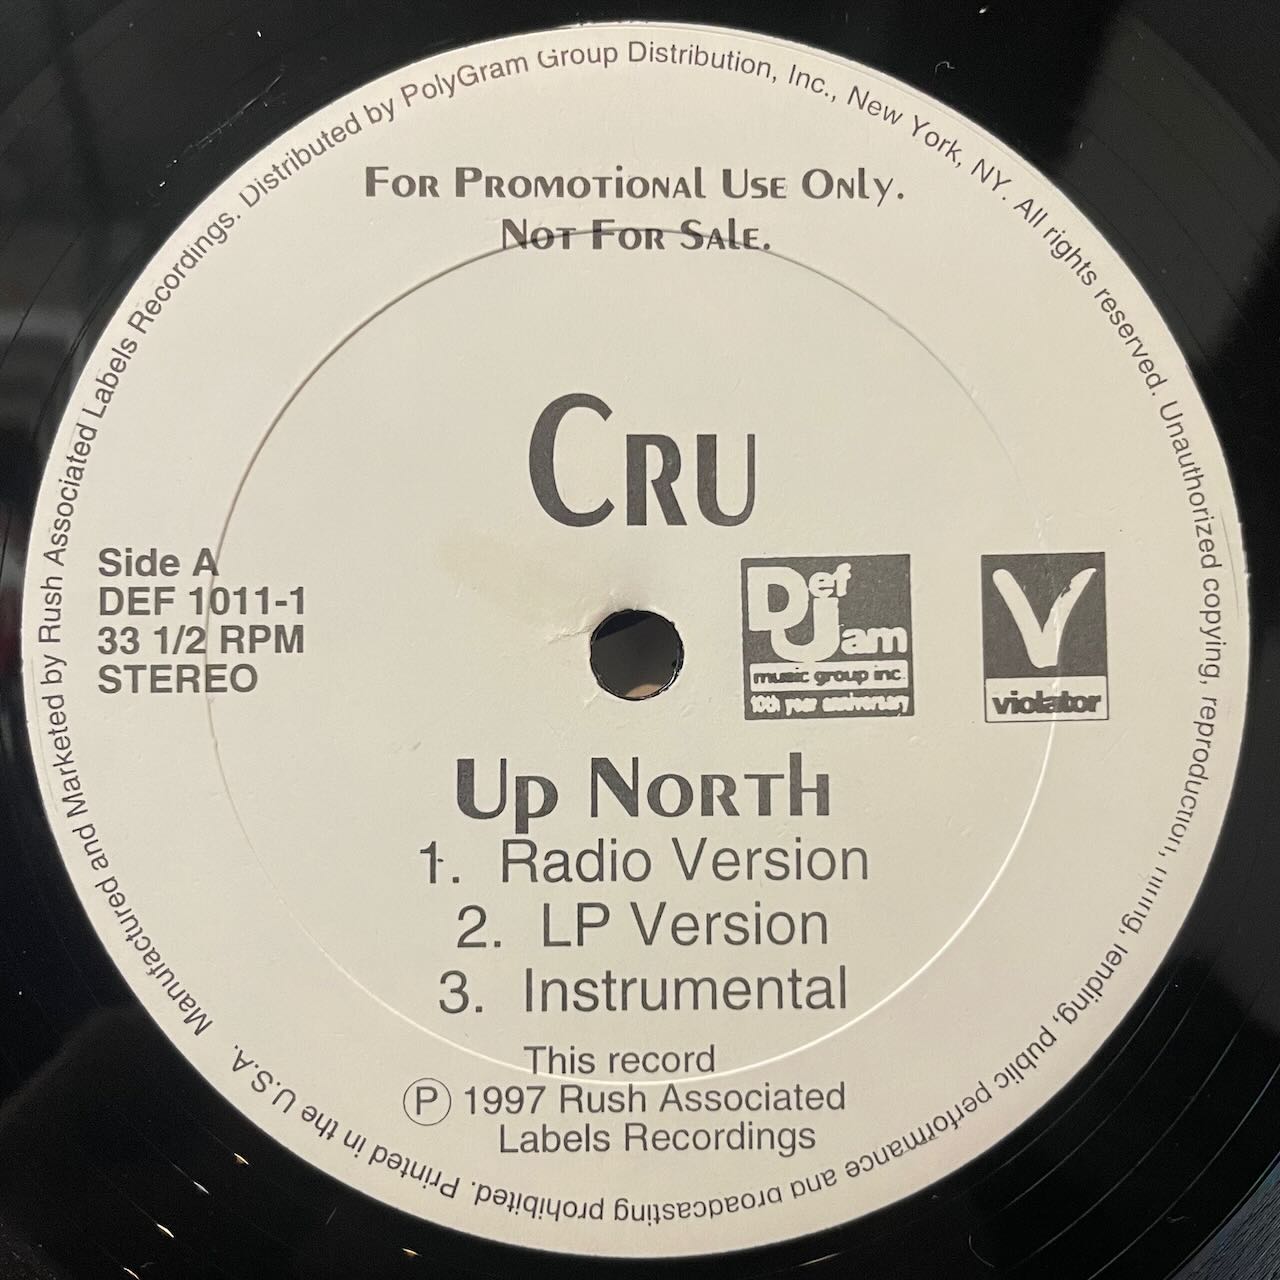 Manufactured and Marketed by Rush Associated Labels Recordings. Distributed by PolyGram Group Distribution, Inc., New York, NY. All rights reserved. Unauthorized copying, reproduction, hiring, lending, public performance and broadcasting prohibited. Printed in the U.S.A.
For Promotional Use Only.
Not For Sale.
Cru
Side A
DEF 1011-1
33 1/2 RPM
STEREO
Def Jam
music group inc.
10th year anniversary
V
violator
Up North
1. Radio Version
2. LP Version
3. Instrumental
This record
Ⓟ 1997 Rush Associated
Labels Recordings